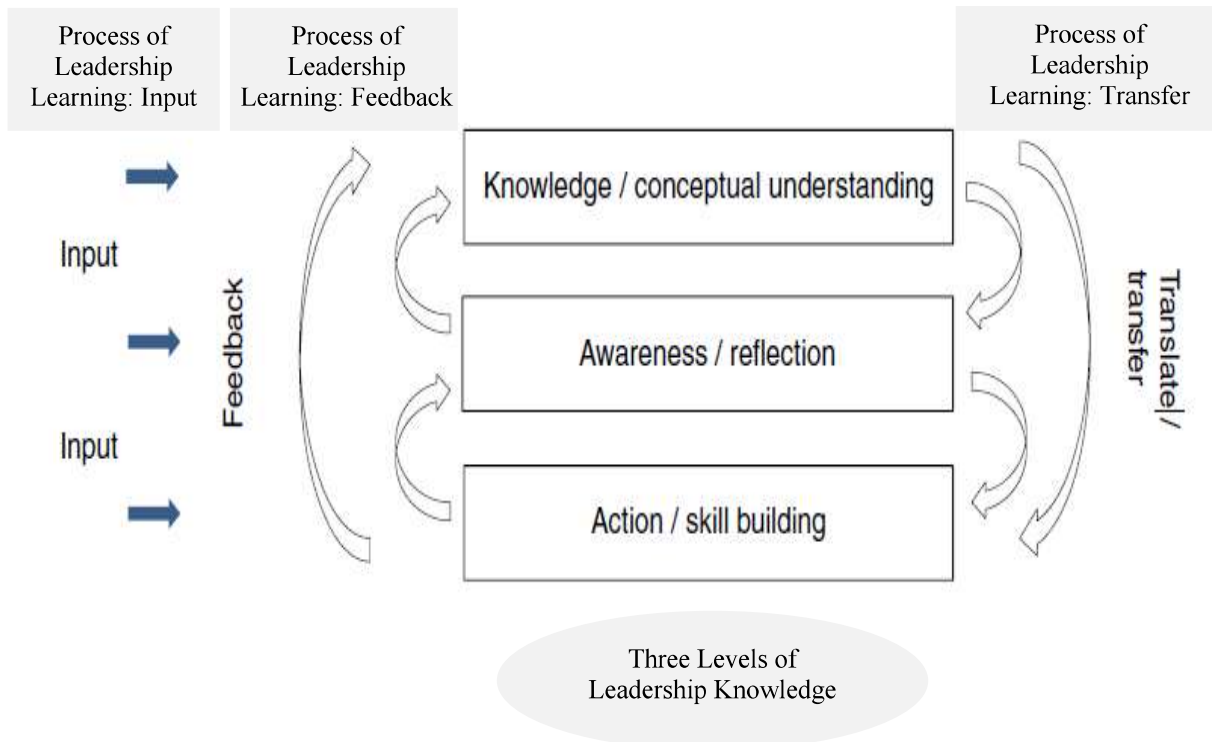 Process of
Leadership
Learning: Input
Process of
Leadership
Learning: Feedback
Process of
Leadership
Learning: Transfer
Knowledge / conceptual understanding
Input
Feedback
Awareness / reflection
Translate|/
transfer
Input
Action / skill building
Three Levels of
Leadership Knowledge